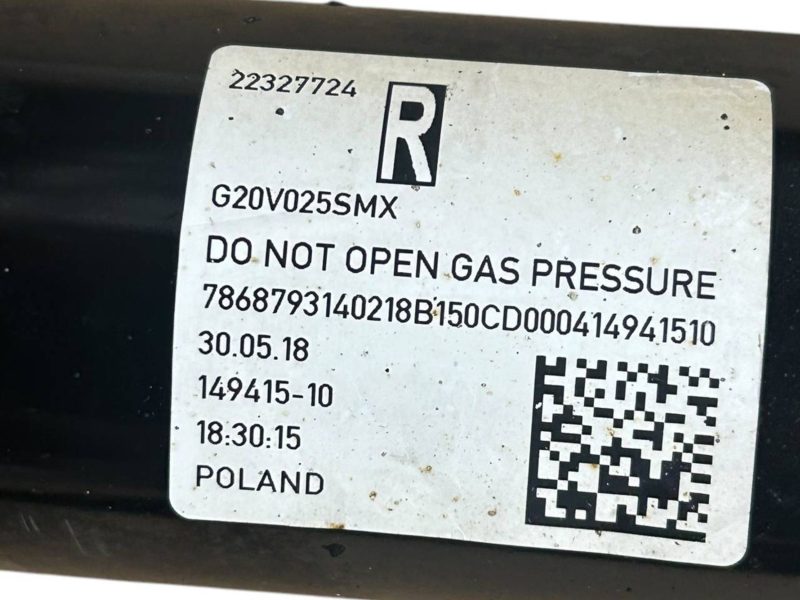 22327724
R
G20V025SMX
DO NOT OPEN GAS PRESSURE
7868793140218B150CD000414941510
30.05.18
149415-10
18:30:15
POLAND